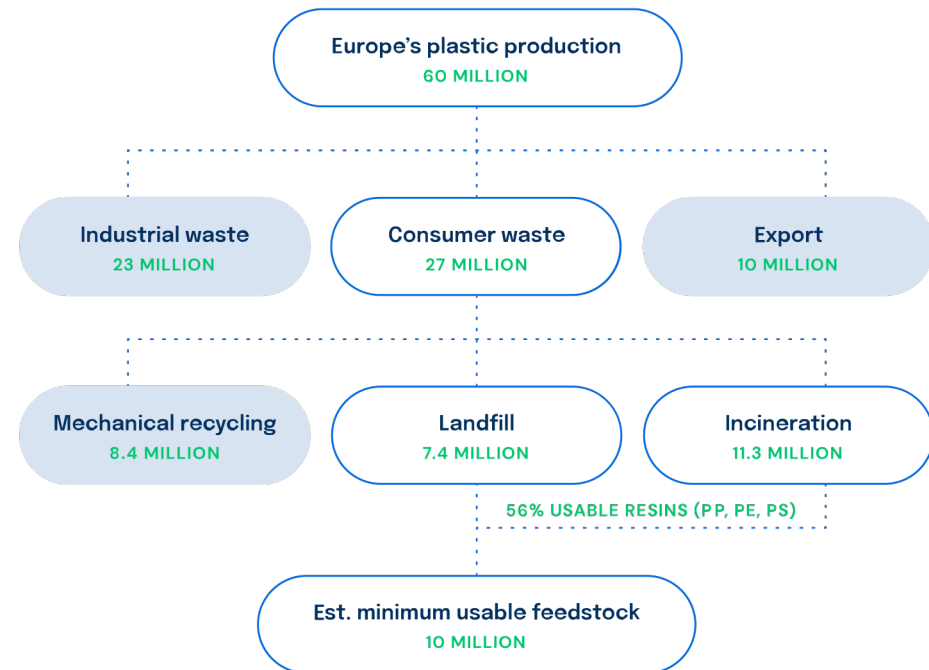 Europe’s plastic production
60 MILLION
Industrial waste
23 MILLION
Consumer waste
27 MILLION
Export
10 MILLION
Mechanical recycling
8.4 MILLION
Landfill
7.4 MILLION
Incineration
11.3 MILLION
56% USABLE RESINS (PP, PE, PS)
Est. minimum usable feedstock
10 MILLION